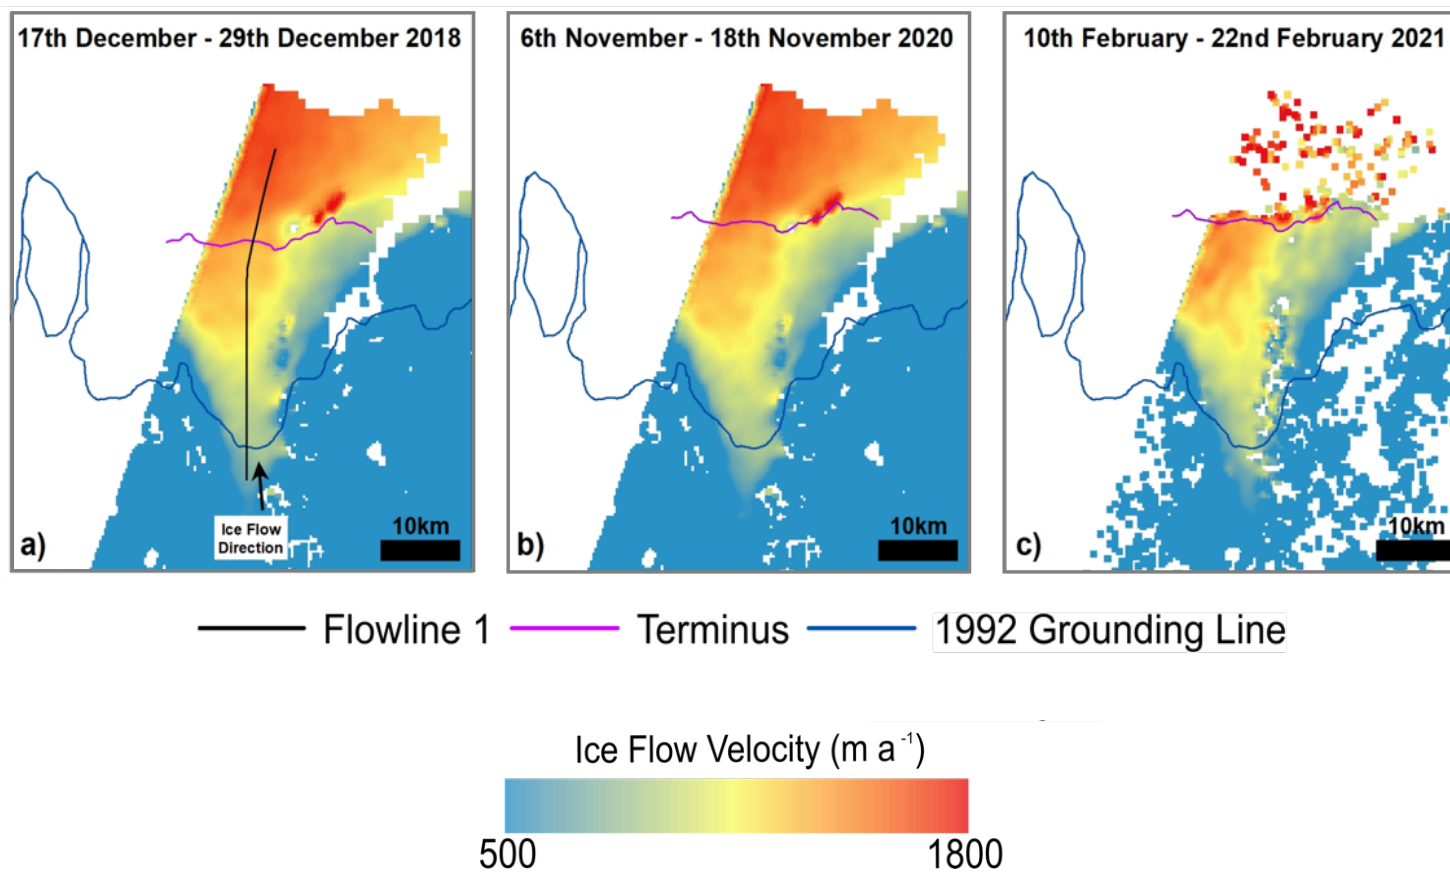 17th December - 29th December 2018
6th November - 18th November 2020
10th February - 22nd February 2021
Ice Flow
Direction
10km
a)
10km
b)
10km
c)
Flowline 1
Terminus
1992 Grounding Line
Ice Flow Velocity (m a⁻¹)
500
1800